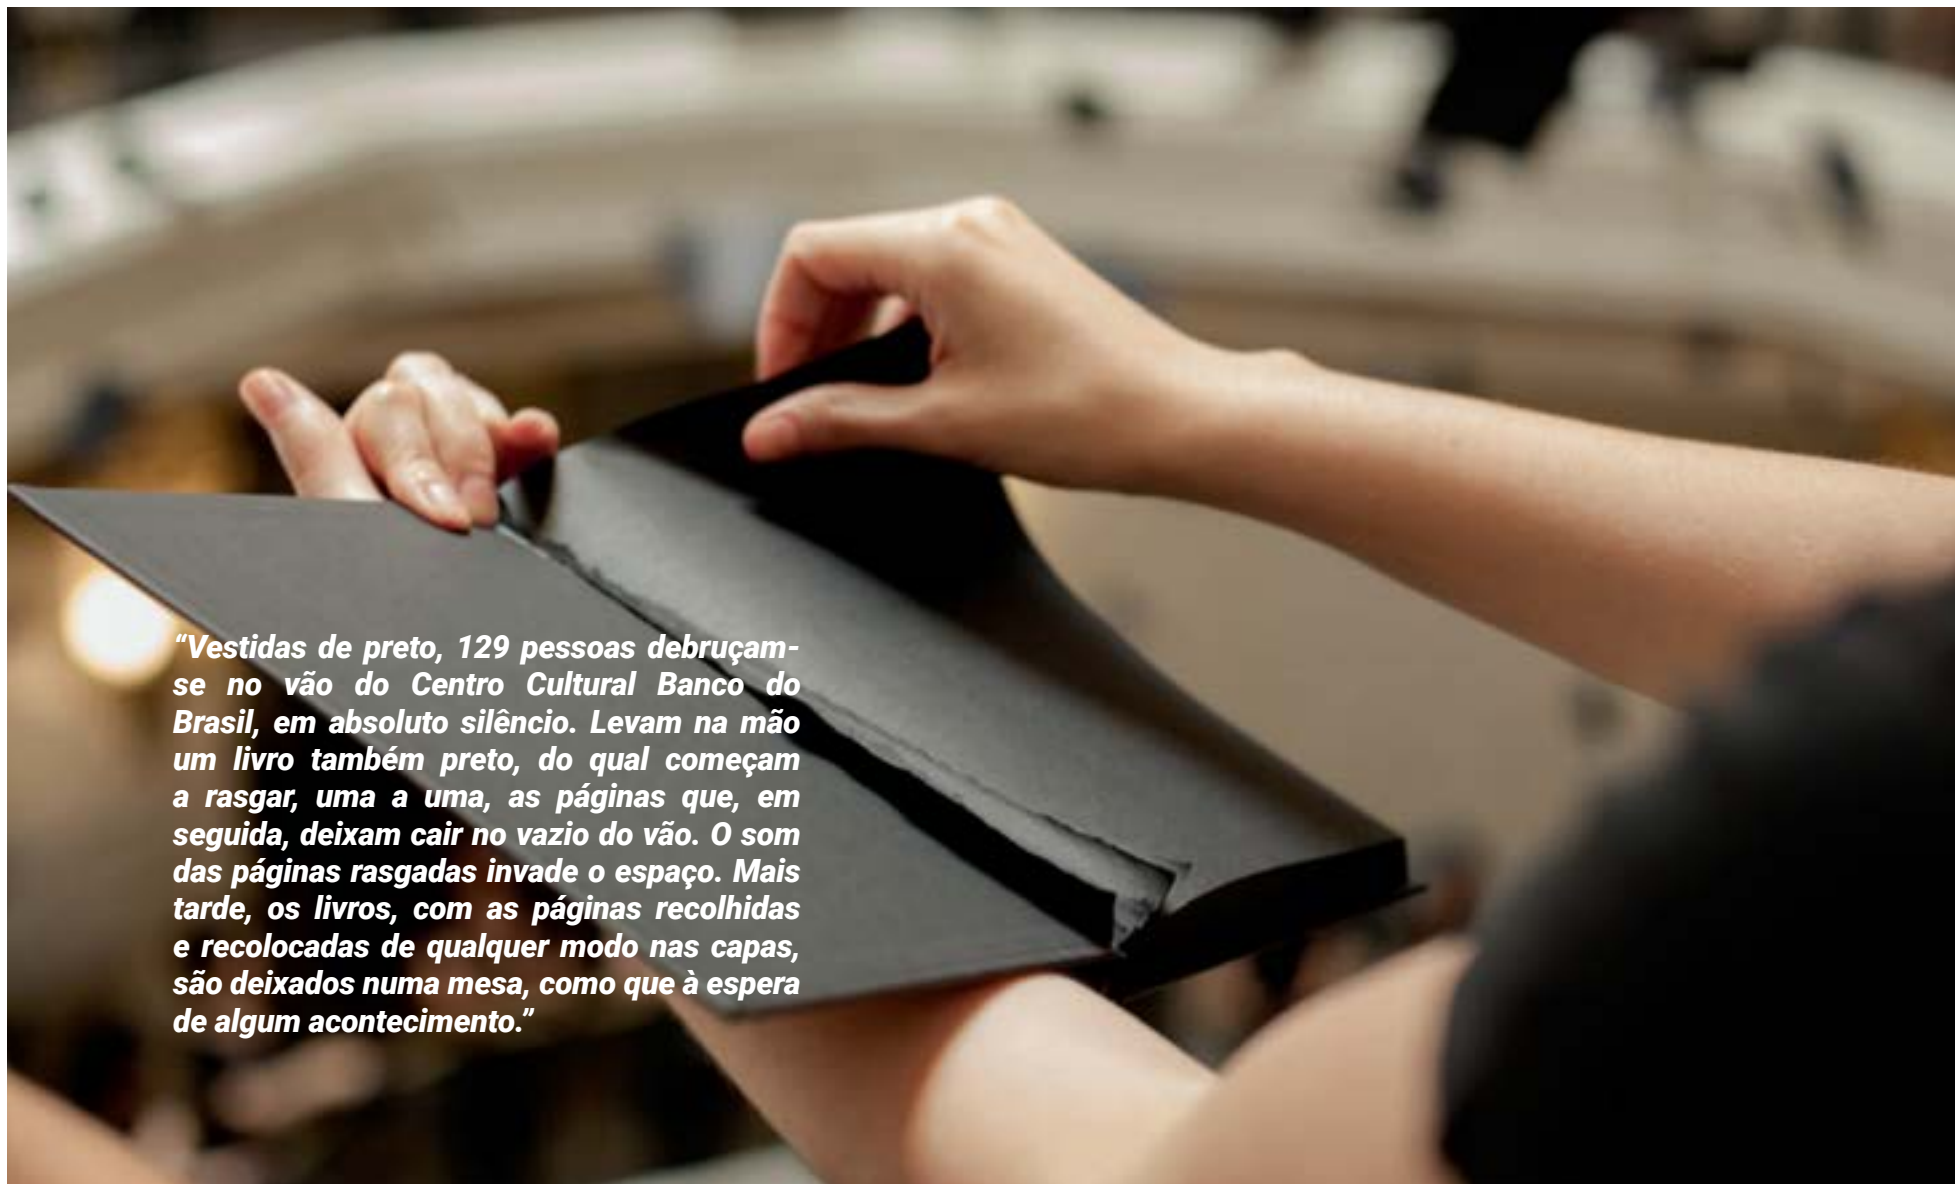 “Vestidas de preto, 129 pessoas debruçam-
se no vão do Centro Cultural Banco do
Brasil, em absoluto silêncio. Levam na mão
um livro também preto, do qual começam
a rasgar, uma a uma, as páginas que, em
seguida, deixam cair no vazio do vão. O som
das páginas rasgadas invade o espaço. Mais
tarde, os livros, com as páginas recolhidas
e recolocadas de qualquer modo nas capas,
são deixados numa mesa, como que à espera
de algum acontecimento.”